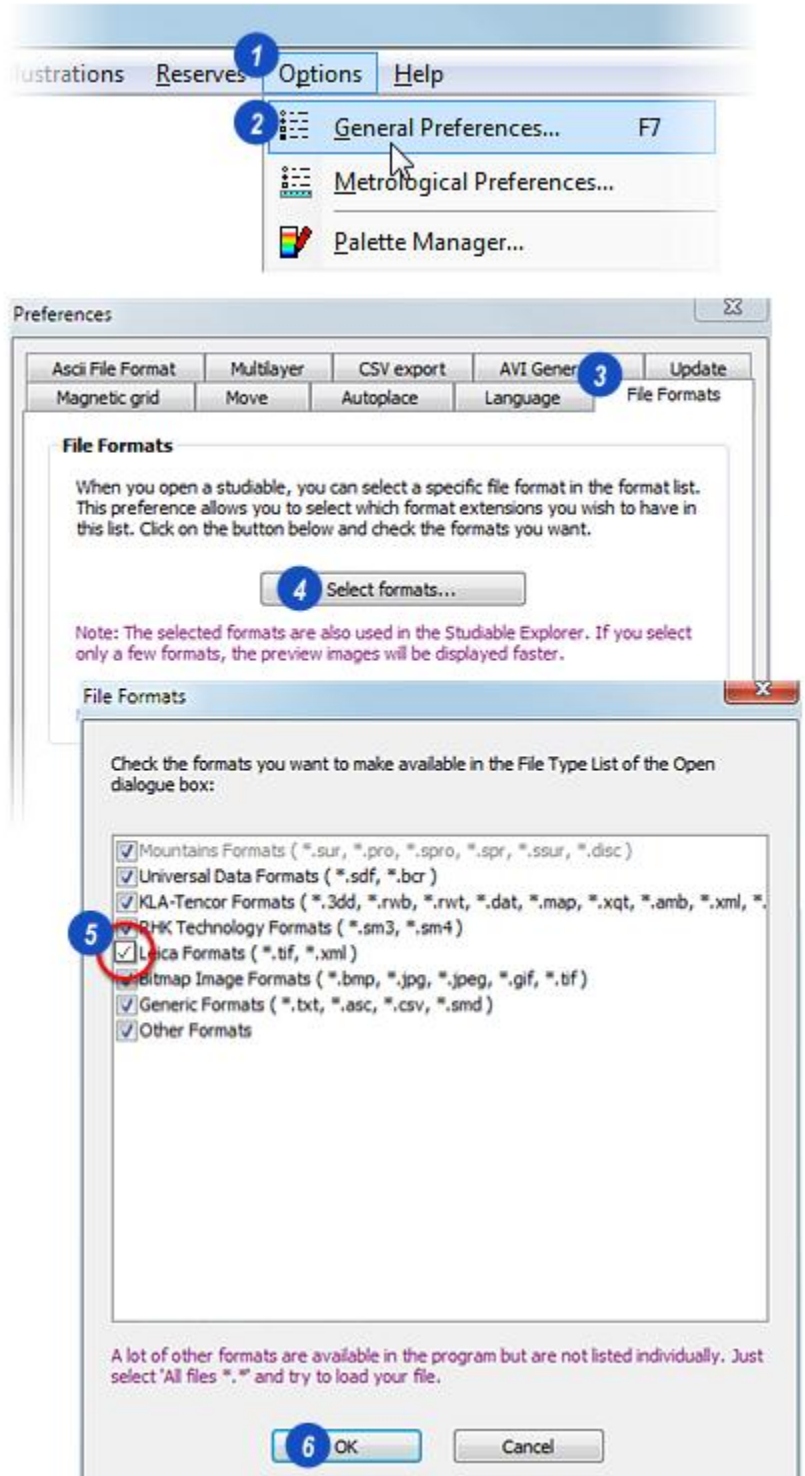 1
ustrations Reserves Options Help
2 General Preferences... F7
Metrological Preferences...
Palette Manager...
Preferences
Ascii File Format Multilayer CSV export AVI Gener Update
3
Magnetic grid Move Autoplace Language File Formats
File Formats
When you open a studiable, you can select a specific file format in the format list.
This preference allows you to select which format extensions you wish to have in
this list. Click on the button below and check the formats you want.
4 Select formats...
Note: The selected formats are also used in the Studiable Explorer. If you select
only a few formats, the preview images will be displayed faster.
File Formats
Check the formats you want to make available in the File Type List of the Open
dialogue box:
Mountains Formats ( *.sur, *.pro, *.spro, *.spr, *.ssur, *.disc )
Universal Data Formats ( *.sdf, *.bcr )
KLA-Tencor Formats ( *.3dd, *.rwb, *.rwt, *.dat, *.map, *.xqt, *.amb, *.xml, *.
5 RHK Technology Formats ( *.sm3, *.sm4 )
Leica Formats ( *.tif, *.xml )
Bitmap Image Formats ( *.bmp, *.jpg, *.jpeg, *.gif, *.tif )
Generic Formats ( *.txt, *.asc, *.csv, *.smd )
Other Formats
A lot of other formats are available in the program but are not listed individually. Just
select 'All files *.*' and try to load your file.
6 OK Cancel